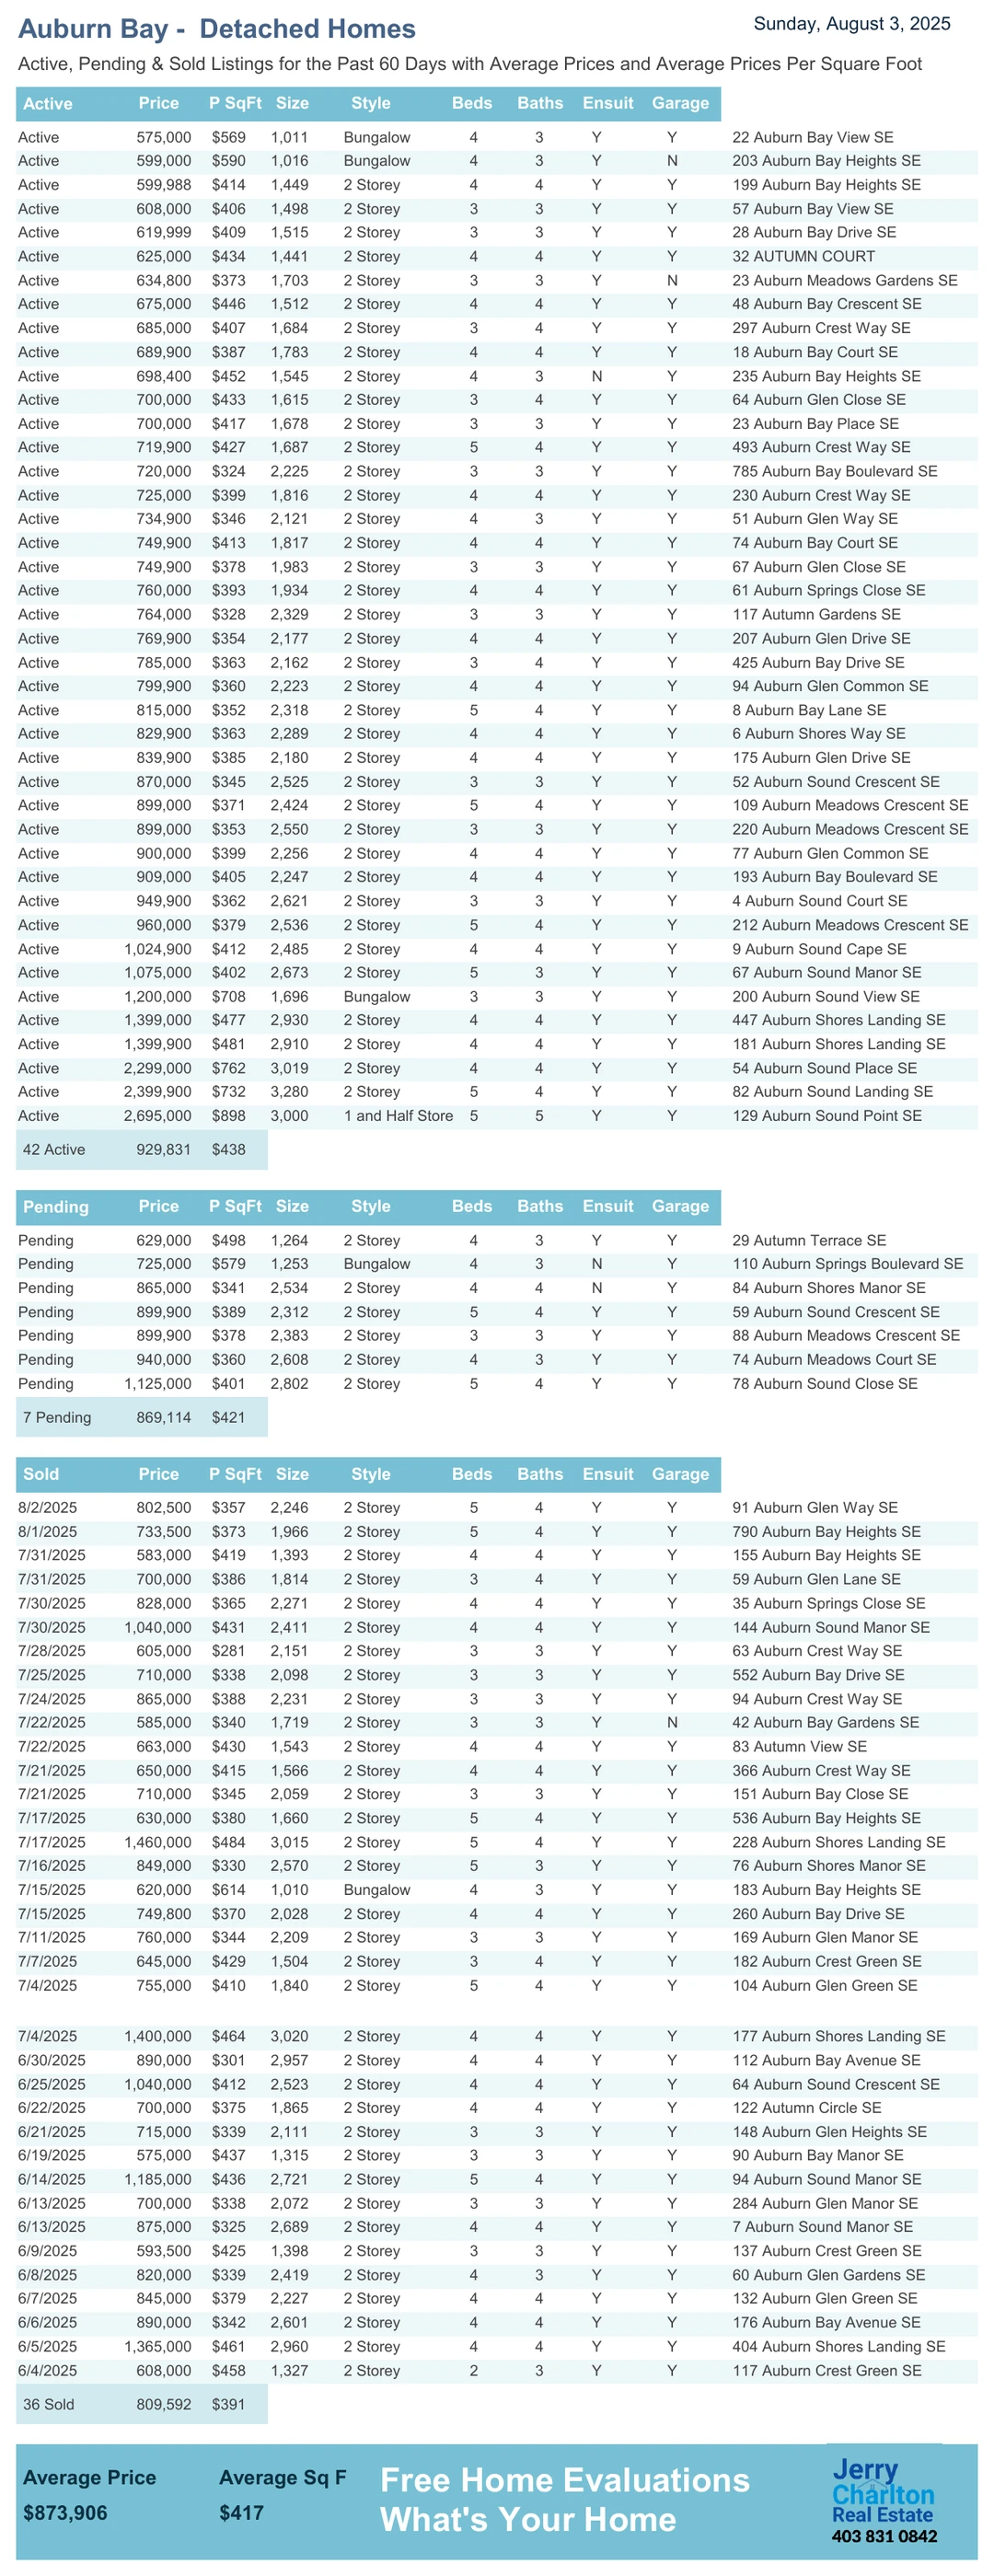 Auburn Bay - Detached Homes Sunday, August 3, 2025
Active, Pending & Sold Listings for the Past 60 Days with Average Prices and Average Prices Per Square Foot
Active Price P SqFt Size Style Beds Baths Ensuit Garage
Active 575,000 $569 1,011 Bungalow 4 3 Y Y 22 Auburn Bay View SE
Active 599,000 $590 1,016 Bungalow 4 3 Y N 203 Auburn Bay Heights SE
Active 599,988 $414 1,449 2 Storey 4 4 Y Y 199 Auburn Bay Heights SE
Active 608,000 $406 1,498 2 Storey 3 3 Y Y 57 Auburn Bay View SE
Active 619,999 $409 1,515 2 Storey 3 3 Y Y 28 Auburn Bay Drive SE
Active 625,000 $434 1,441 2 Storey 4 4 Y Y 32 AUTUMN COURT
Active 634,800 $373 1,703 2 Storey 3 3 Y N 23 Auburn Meadows Gardens SE
Active 675,000 $446 1,512 2 Storey 4 4 Y Y 48 Auburn Bay Crescent SE
Active 685,000 $407 1,684 2 Storey 3 4 Y Y 297 Auburn Crest Way SE
Active 689,900 $387 1,783 2 Storey 4 4 Y Y 18 Auburn Bay Court SE
Active 698,400 $452 1,545 2 Storey 4 3 N Y 235 Auburn Bay Heights SE
Active 700,000 $433 1,615 2 Storey 3 4 Y Y 64 Auburn Glen Close SE
Active 700,000 $417 1,678 2 Storey 3 3 Y Y 23 Auburn Bay Place SE
Active 719,900 $427 1,687 2 Storey 5 4 Y Y 493 Auburn Crest Way SE
Active 720,000 $324 2,225 2 Storey 3 3 Y Y 785 Auburn Bay Boulevard SE
Active 725,000 $399 1,816 2 Storey 4 4 Y Y 230 Auburn Crest Way SE
Active 734,900 $346 2,121 2 Storey 4 3 Y Y 51 Auburn Glen Way SE
Active 749,900 $413 1,817 2 Storey 4 4 Y Y 74 Auburn Bay Court SE
Active 749,900 $378 1,983 2 Storey 3 3 Y Y 67 Auburn Glen Close SE
Active 760,000 $393 1,934 2 Storey 4 4 Y Y 61 Auburn Springs Close SE
Active 764,000 $328 2,329 2 Storey 3 3 Y Y 117 Autumn Gardens SE
Active 769,900 $354 2,177 2 Storey 4 4 Y Y 207 Auburn Glen Drive SE
Active 785,000 $363 2,162 2 Storey 3 4 Y Y 425 Auburn Bay Drive SE
Active 799,900 $360 2,223 2 Storey 4 4 Y Y 94 Auburn Glen Common SE
Active 815,000 $352 2,318 2 Storey 5 4 Y Y 8 Auburn Bay Lane SE
Active 829,900 $363 2,289 2 Storey 4 4 Y Y 6 Auburn Shores Way SE
Active 839,900 $385 2,180 2 Storey 4 4 Y Y 175 Auburn Glen Drive SE
Active 870,000 $345 2,525 2 Storey 3 3 Y Y 52 Auburn Sound Crescent SE
Active 899,000 $371 2,424 2 Storey 5 4 Y Y 109 Auburn Meadows Crescent SE
Active 899,000 $353 2,550 2 Storey 3 3 Y Y 220 Auburn Meadows Crescent SE
Active 900,000 $399 2,256 2 Storey 4 4 Y Y 77 Auburn Glen Common SE
Active 909,000 $405 2,247 2 Storey 4 4 Y Y 193 Auburn Bay Boulevard SE
Active 949,900 $362 2,621 2 Storey 3 3 Y Y 4 Auburn Sound Court SE
Active 960,000 $379 2,536 2 Storey 5 4 Y Y 212 Auburn Meadows Crescent SE
Active 1,024,900 $412 2,485 2 Storey 4 4 Y Y 9 Auburn Sound Cape SE
Active 1,075,000 $402 2,673 2 Storey 5 3 Y Y 67 Auburn Sound Manor SE
Active 1,200,000 $708 1,696 Bungalow 3 3 Y Y 200 Auburn Sound View SE
Active 1,399,000 $477 2,930 2 Storey 4 4 Y Y 447 Auburn Shores Landing SE
Active 1,399,900 $481 2,910 2 Storey 4 4 Y Y 181 Auburn Shores Landing SE
Active 2,299,000 $762 3,019 2 Storey 4 4 Y Y 54 Auburn Sound Place SE
Active 2,399,900 $732 3,280 2 Storey 5 4 Y Y 82 Auburn Sound Landing SE
Active 2,695,000 $898 3,000 1 and Half Store 5 5 Y Y 129 Auburn Sound Point SE
42 Active 929,831 $438
Pending Price P SqFt Size Style Beds Baths Ensuit Garage
Pending 629,000 $498 1,264 2 Storey 4 3 Y Y 29 Autumn Terrace SE
Pending 725,000 $579 1,253 Bungalow 4 3 N Y 110 Auburn Springs Boulevard SE
Pending 865,000 $341 2,534 2 Storey 4 4 N Y 84 Auburn Shores Manor SE
Pending 899,900 $389 2,312 2 Storey 5 4 Y Y 59 Auburn Sound Crescent SE
Pending 899,900 $378 2,383 2 Storey 3 3 Y Y 88 Auburn Meadows Crescent SE
Pending 940,000 $360 2,608 2 Storey 4 3 Y Y 74 Auburn Meadows Court SE
Pending 1,125,000 $401 2,802 2 Storey 5 4 Y Y 78 Auburn Sound Close SE
7 Pending 869,114 $421
Sold Price P SqFt Size Style Beds Baths Ensuit Garage
8/2/2025 802,500 $357 2,246 2 Storey 5 4 Y Y 91 Auburn Glen Way SE
8/1/2025 733,500 $373 1,966 2 Storey 5 4 Y Y 790 Auburn Bay Heights SE
7/31/2025 583,000 $419 1,393 2 Storey 4 4 Y Y 155 Auburn Bay Heights SE
7/31/2025 700,000 $386 1,814 2 Storey 3 4 Y Y 59 Auburn Glen Lane SE
7/30/2025 828,000 $365 2,271 2 Storey 4 4 Y Y 35 Auburn Springs Close SE
7/30/2025 1,040,000 $431 2,411 2 Storey 4 4 Y Y 144 Auburn Sound Manor SE
7/28/2025 605,000 $281 2,151 2 Storey 3 3 Y Y 63 Auburn Crest Way SE
7/25/2025 710,000 $338 2,098 2 Storey 3 3 Y Y 552 Auburn Bay Drive SE
7/24/2025 865,000 $388 2,231 2 Storey 3 3 Y Y 94 Auburn Crest Way SE
7/22/2025 585,000 $340 1,719 2 Storey 3 3 Y N 42 Auburn Bay Gardens SE
7/22/2025 663,000 $430 1,543 2 Storey 4 4 Y Y 83 Autumn View SE
7/21/2025 650,000 $415 1,566 2 Storey 4 4 Y Y 366 Auburn Crest Way SE
7/21/2025 710,000 $345 2,059 2 Storey 3 3 Y Y 151 Auburn Bay Close SE
7/17/2025 630,000 $380 1,660 2 Storey 5 4 Y Y 536 Auburn Bay Heights SE
7/17/2025 1,460,000 $484 3,015 2 Storey 5 4 Y Y 228 Auburn Shores Landing SE
7/16/2025 849,000 $330 2,570 2 Storey 5 3 Y Y 76 Auburn Shores Manor SE
7/15/2025 620,000 $614 1,010 Bungalow 4 3 Y Y 183 Auburn Bay Heights SE
7/15/2025 749,800 $370 2,028 2 Storey 4 4 Y Y 260 Auburn Bay Drive SE
7/11/2025 760,000 $344 2,209 2 Storey 3 3 Y Y 169 Auburn Glen Manor SE
7/7/2025 645,000 $429 1,504 2 Storey 3 4 Y Y 182 Auburn Crest Green SE
7/4/2025 755,000 $410 1,840 2 Storey 5 4 Y Y 104 Auburn Glen Green SE
7/4/2025 1,400,000 $464 3,020 2 Storey 4 4 Y Y 177 Auburn Shores Landing SE
6/30/2025 890,000 $301 2,957 2 Storey 4 4 Y Y 112 Auburn Bay Avenue SE
6/25/2025 1,040,000 $412 2,523 2 Storey 4 4 Y Y 64 Auburn Sound Crescent SE
6/22/2025 700,000 $375 1,865 2 Storey 4 4 Y Y 122 Autumn Circle SE
6/21/2025 715,000 $339 2,111 2 Storey 3 3 Y Y 148 Auburn Glen Heights SE
6/19/2025 575,000 $437 1,315 2 Storey 3 3 Y Y 90 Auburn Bay Manor SE
6/14/2025 1,185,000 $436 2,721 2 Storey 5 4 Y Y 94 Auburn Sound Manor SE
6/13/2025 700,000 $338 2,072 2 Storey 3 3 Y Y 284 Auburn Glen Manor SE
6/13/2025 875,000 $325 2,689 2 Storey 4 4 Y Y 7 Auburn Sound Manor SE
6/9/2025 593,500 $425 1,398 2 Storey 3 3 Y Y 137 Auburn Crest Green SE
6/8/2025 820,000 $339 2,419 2 Storey 4 3 Y Y 60 Auburn Glen Gardens SE
6/7/2025 845,000 $379 2,227 2 Storey 4 4 Y Y 132 Auburn Glen Green SE
6/6/2025 890,000 $342 2,601 2 Storey 4 4 Y Y 176 Auburn Bay Avenue SE
6/5/2025 1,365,000 $461 2,960 2 Storey 4 4 Y Y 404 Auburn Shores Landing SE
6/4/2025 608,000 $458 1,327 2 Storey 2 3 Y Y 117 Auburn Crest Green SE
36 Sold 809,592 $391
Average Price Average Sq F
$873,906 $417
Free Home Evaluations
What's Your Home
Jerry
Charlton
Real Estate
403 831 0842